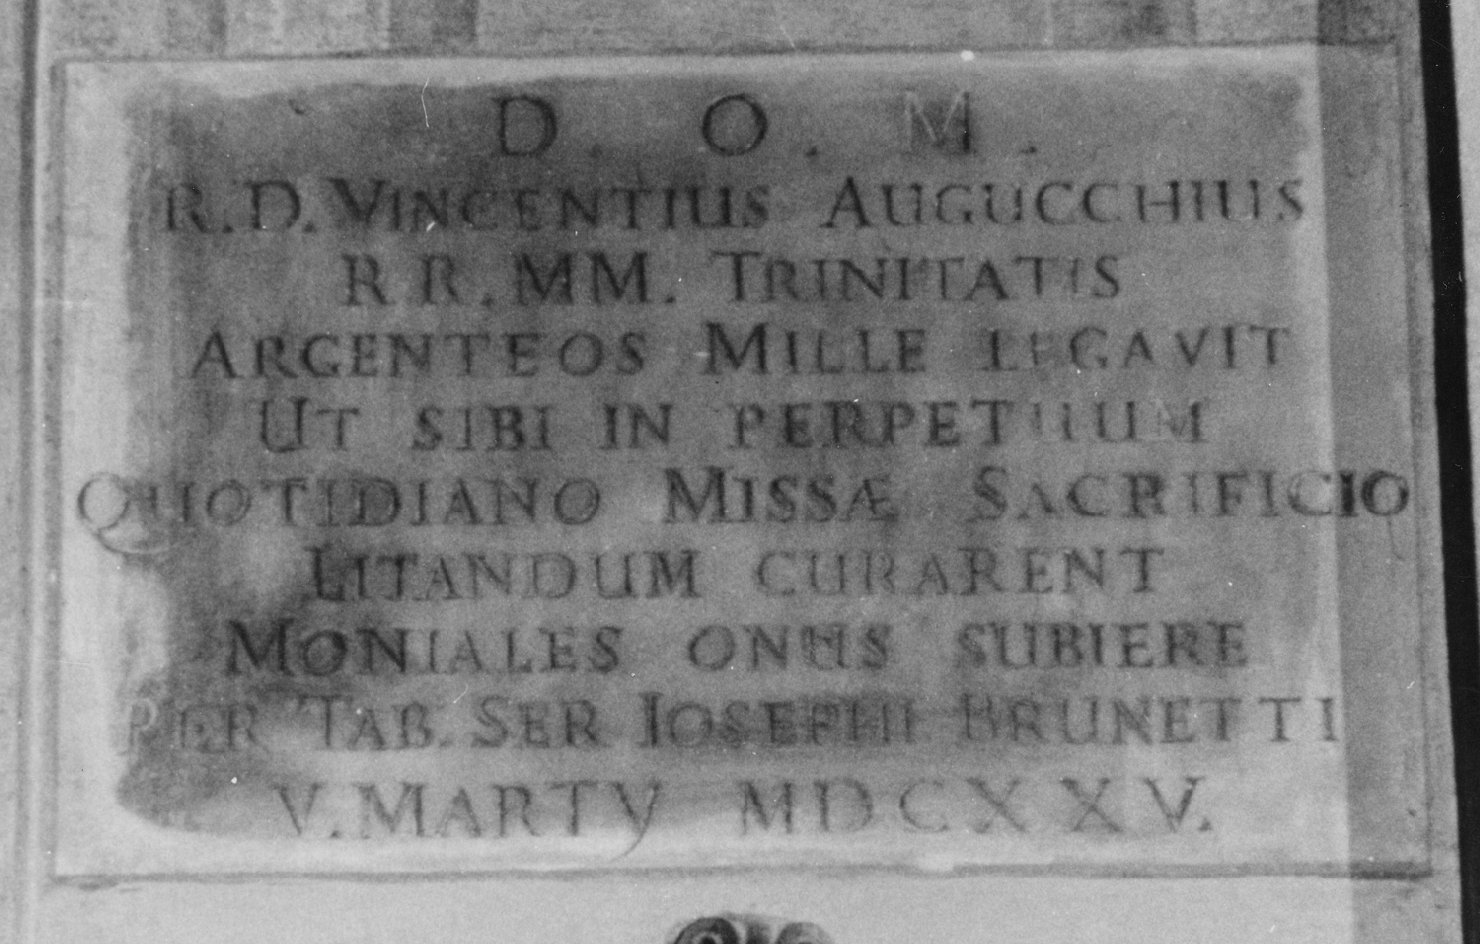 D. O. M.
R.D. VINCENTIUS AUGUCCHIUS
R R. MM. TRINITATIS
ARGENTEOS MILLE LEGAVIT
UT SIBI IN PERPETUUM
QUOTIDIANO MISSÆ SACRIFICIO
LITANDUM CURARENT
MONIALES ONUS SUBIERE
PER TAB. SER IOSEPHI BRUNETTI
V. MARTY MDCXXV.